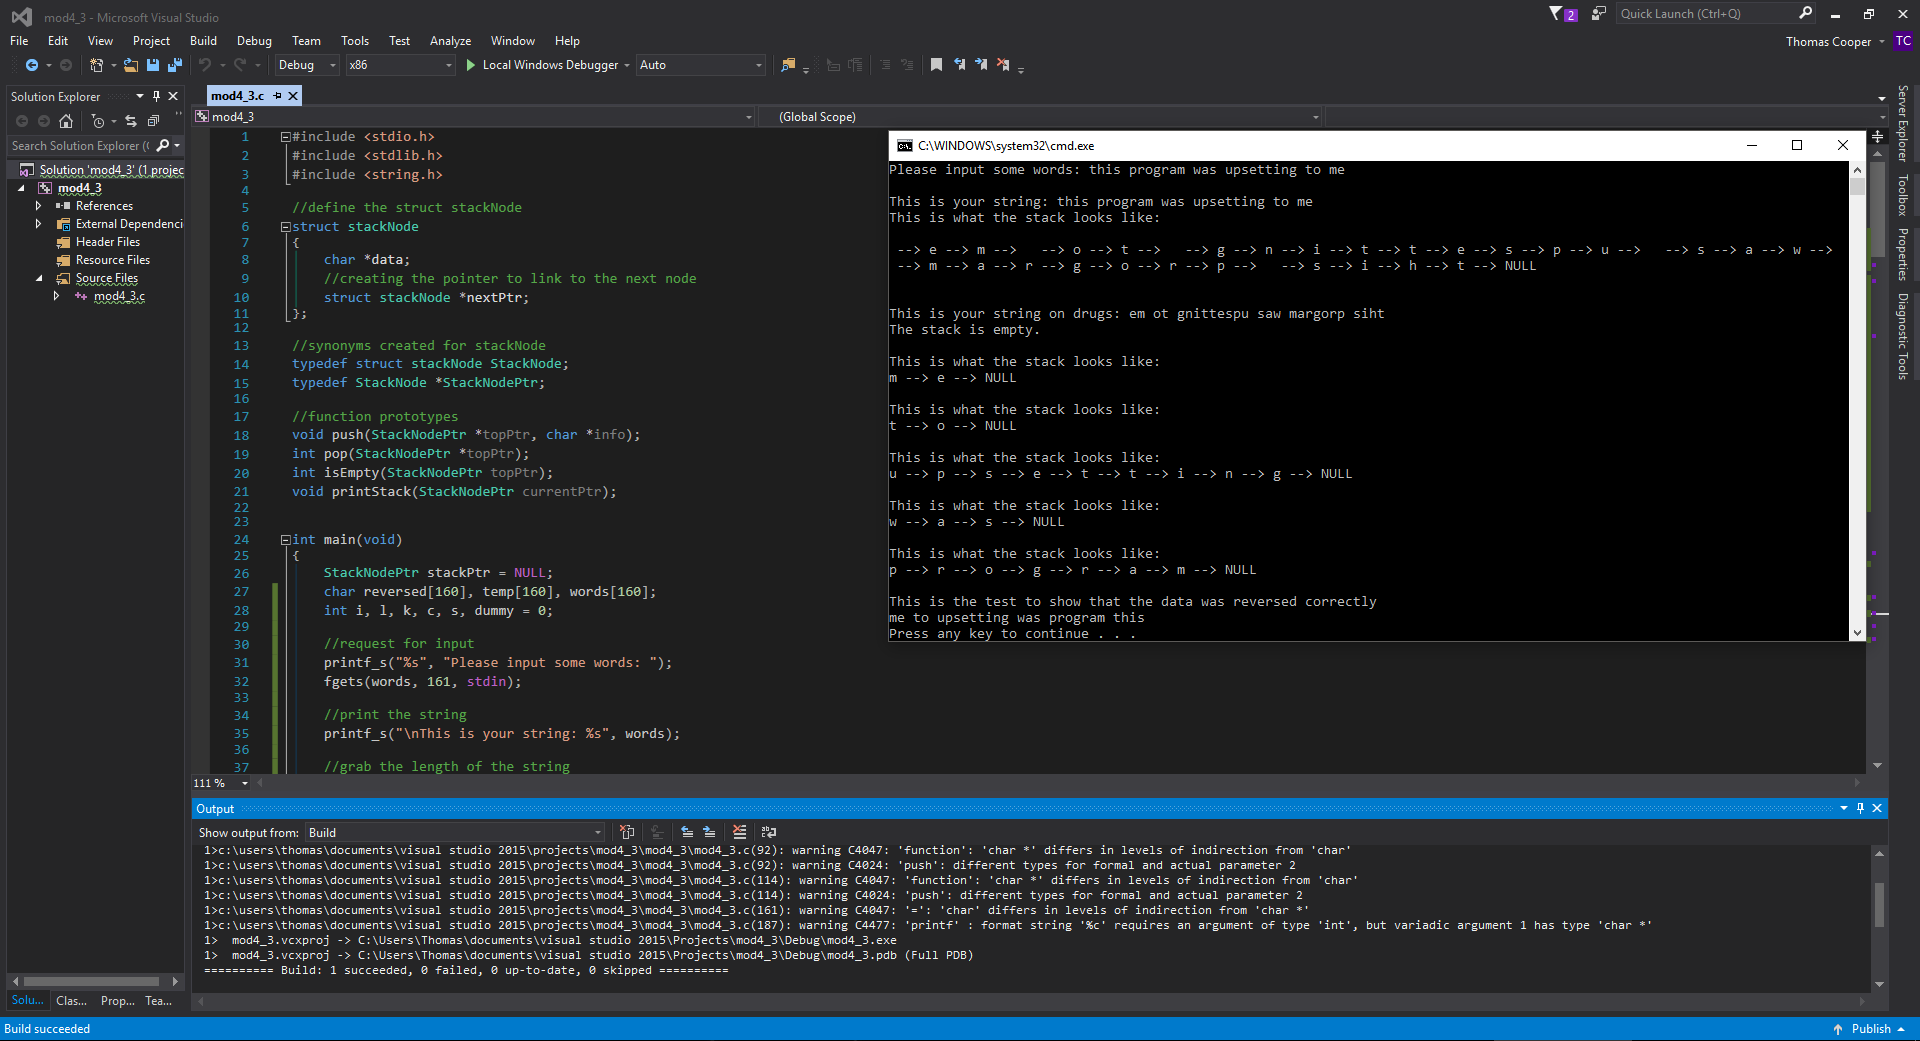 mod4_3 - Microsoft Visual Studio
2
Quick Launch (Ctrl+Q)
File Edit View Project Build Debug Team Tools Test Analyze Window Help
Thomas Cooper TC
Debug x86 Local Windows Debugger Auto
Solution Explorer
Search Solution Explorer (
Solution 'mod4_3' (1 projec
mod4_3
References
External Dependenci
Header Files
Resource Files
Source Files
mod4_3.c
Solu... Clas... Prop... Tea...
mod4_3.c
mod4_3 (Global Scope)
1 #include <stdio.h>
2 #include <stdlib.h>
3 #include <string.h>
4
5 //define the struct stackNode
6 struct stackNode
7 {
8 char *data;
9 //creating the pointer to link to the next node
10 struct stackNode *nextPtr;
11 };
12
13 //synonyms created for stackNode
14 typedef struct stackNode StackNode;
15 typedef StackNode *StackNodePtr;
16
17 //function prototypes
18 void push(StackNodePtr *topPtr, char *info);
19 int pop(StackNodePtr *topPtr);
20 int isEmpty(StackNodePtr topPtr);
21 void printStack(StackNodePtr currentPtr);
22
23
24 int main(void)
25 {
26 StackNodePtr stackPtr = NULL;
27 char reversed[160], temp[160], words[160];
28 int i, l, k, c, s, dummy = 0;
29
30 //request for input
31 printf_s("%s", "Please input some words: ");
32 fgets(words, 161, stdin);
33
34 //print the string
35 printf_s("\nThis is your string: %s", words);
36
37 //grab the length of the string
111 %
C:\WINDOWS\system32\cmd.exe
Please input some words: this program was upsetting to me
This is your string: this program was upsetting to me
This is what the stack looks like:
--> e --> m -->   --> o --> t -->   --> g --> n --> i --> t --> t --> e --> s --> p --> u -->   --> s --> a --> w -->
--> m --> a --> r --> g --> o --> r --> p -->   --> s --> i --> h --> t --> NULL
This is your string on drugs: em ot gnittespu saw margorp siht
The stack is empty.
This is what the stack looks like:
m --> e --> NULL
This is what the stack looks like:
t --> o --> NULL
This is what the stack looks like:
u --> p --> s --> e --> t --> t --> i --> n --> g --> NULL
This is what the stack looks like:
w --> a --> s --> NULL
This is what the stack looks like:
p --> r --> o --> g --> r --> a --> m --> NULL
This is the test to show that the data was reversed correctly
me to upsetting was program this
Press any key to continue . . .
Server Explorer
Toolbox
Properties
Diagnostic Tools
Output
Show output from: Build
1>c:\users\thomas\documents\visual studio 2015\projects\mod4_3\mod4_3\mod4_3.c(92): warning C4047: 'function': 'char *' differs in levels of indirection from 'char'
1>c:\users\thomas\documents\visual studio 2015\projects\mod4_3\mod4_3\mod4_3.c(92): warning C4024: 'push': different types for formal and actual parameter 2
1>c:\users\thomas\documents\visual studio 2015\projects\mod4_3\mod4_3\mod4_3.c(114): warning C4047: 'function': 'char *' differs in levels of indirection from 'char'
1>c:\users\thomas\documents\visual studio 2015\projects\mod4_3\mod4_3\mod4_3.c(114): warning C4024: 'push': different types for formal and actual parameter 2
1>c:\users\thomas\documents\visual studio 2015\projects\mod4_3\mod4_3\mod4_3.c(161): warning C4047: '=': 'char' differs in levels of indirection from 'char *'
1>c:\users\thomas\documents\visual studio 2015\projects\mod4_3\mod4_3\mod4_3.c(187): warning C4477: 'printf' : format string '%c' requires an argument of type 'int', but variadic argument 1 has type 'char *'
1> mod4_3.vcxproj -> C:\Users\Thomas\documents\visual studio 2015\Projects\mod4_3\Debug\mod4_3.exe
1> mod4_3.vcxproj -> C:\Users\Thomas\documents\visual studio 2015\Projects\mod4_3\Debug\mod4_3.pdb (Full PDB)
========== Build: 1 succeeded, 0 failed, 0 up-to-date, 0 skipped ==========
Build succeeded
Publish